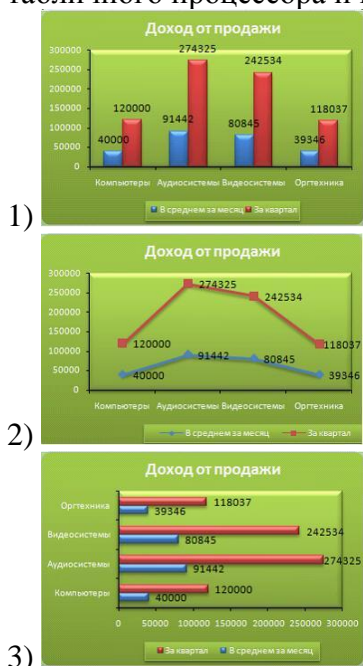 табличного процессора и
Доход от продажи
300000
250000
200000
150000
100000
50000
0
120000
40000
274325
91442
242534
80845
118037
39346
Компьютеры Аудиосистемы Видеосистемы Оргтехника
В среднем за месяц За квартал
1)
Доход от продажи
300000
250000
200000
150000
100000
50000
0
274325
242534
120000
118037
91442
80845
40000
39346
Компьютеры Аудиосистемы Видеосистемы Оргтехника
В среднем за месяц За квартал
2)
Доход от продажи
Оргтехника
118037
39346
Видеосистемы
242534
80845
Аудиосистемы
274325
91442
Компьютеры
120000
40000
0 50000 100000 150000 200000 250000 300000
За квартал В среднем за месяц
3)